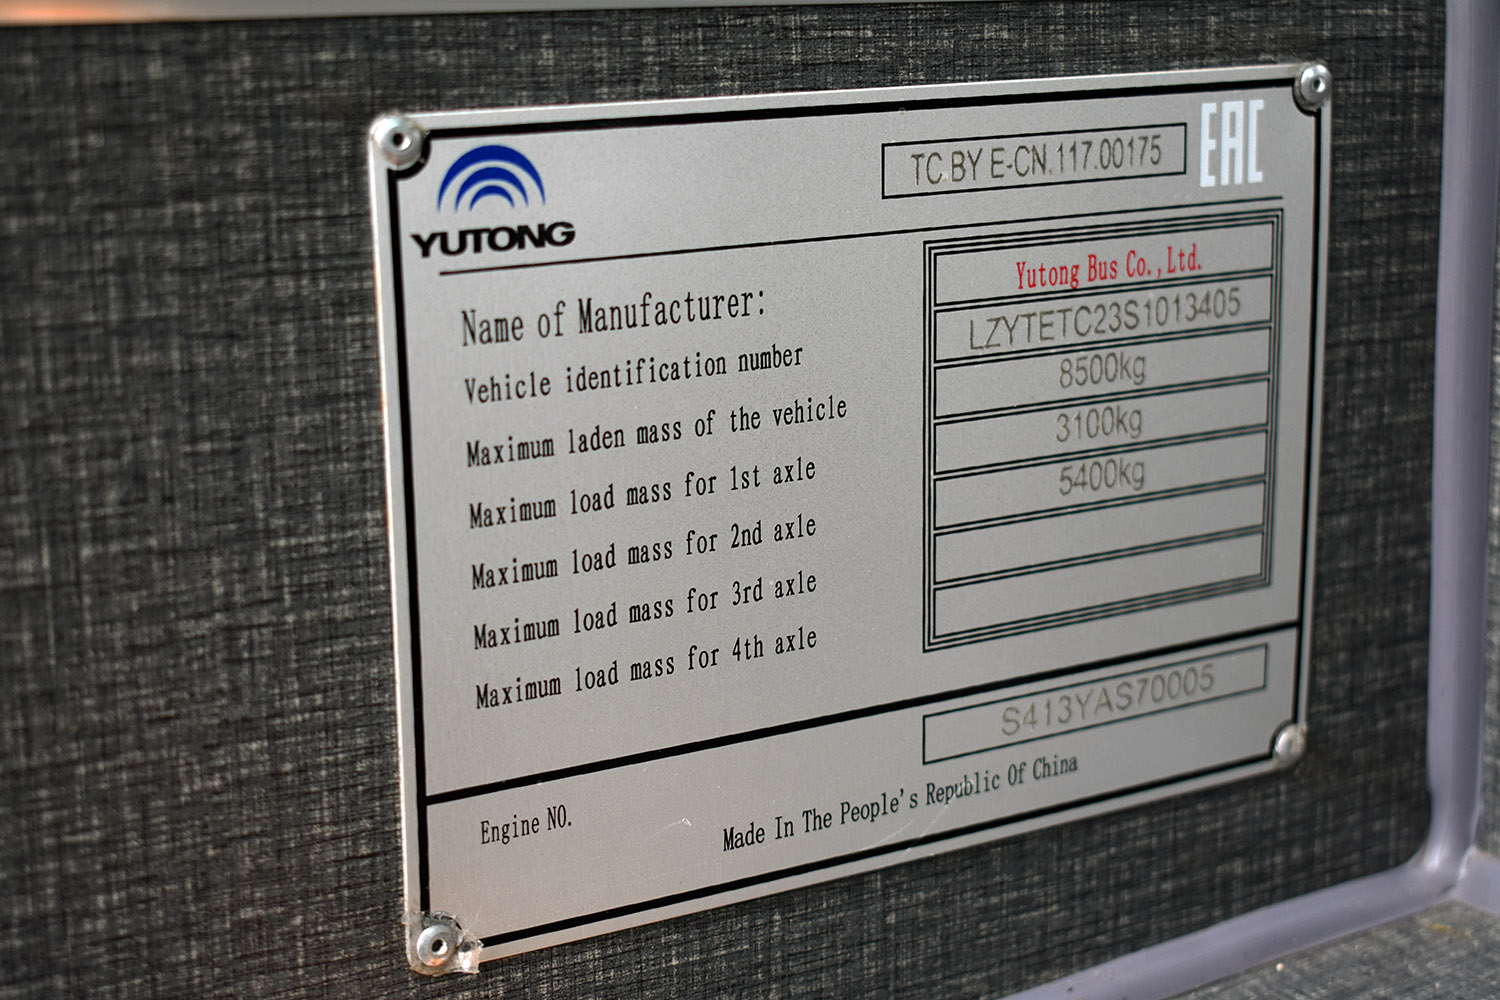 YUTONG
TC BY E-CN.117.00175
EAC
Name of Manufacturer: Yutong Bus Co.,Ltd.
Vehicle identification number LZYTETC23S1013405
Maximum laden mass of the vehicle 8500kg
Maximum load mass for 1st axle 3100kg
Maximum load mass for 2nd axle 5400kg
Maximum load mass for 3rd axle
Maximum load mass for 4th axle
Engine NO. S413YAS70005
Made In The People's Republic Of China